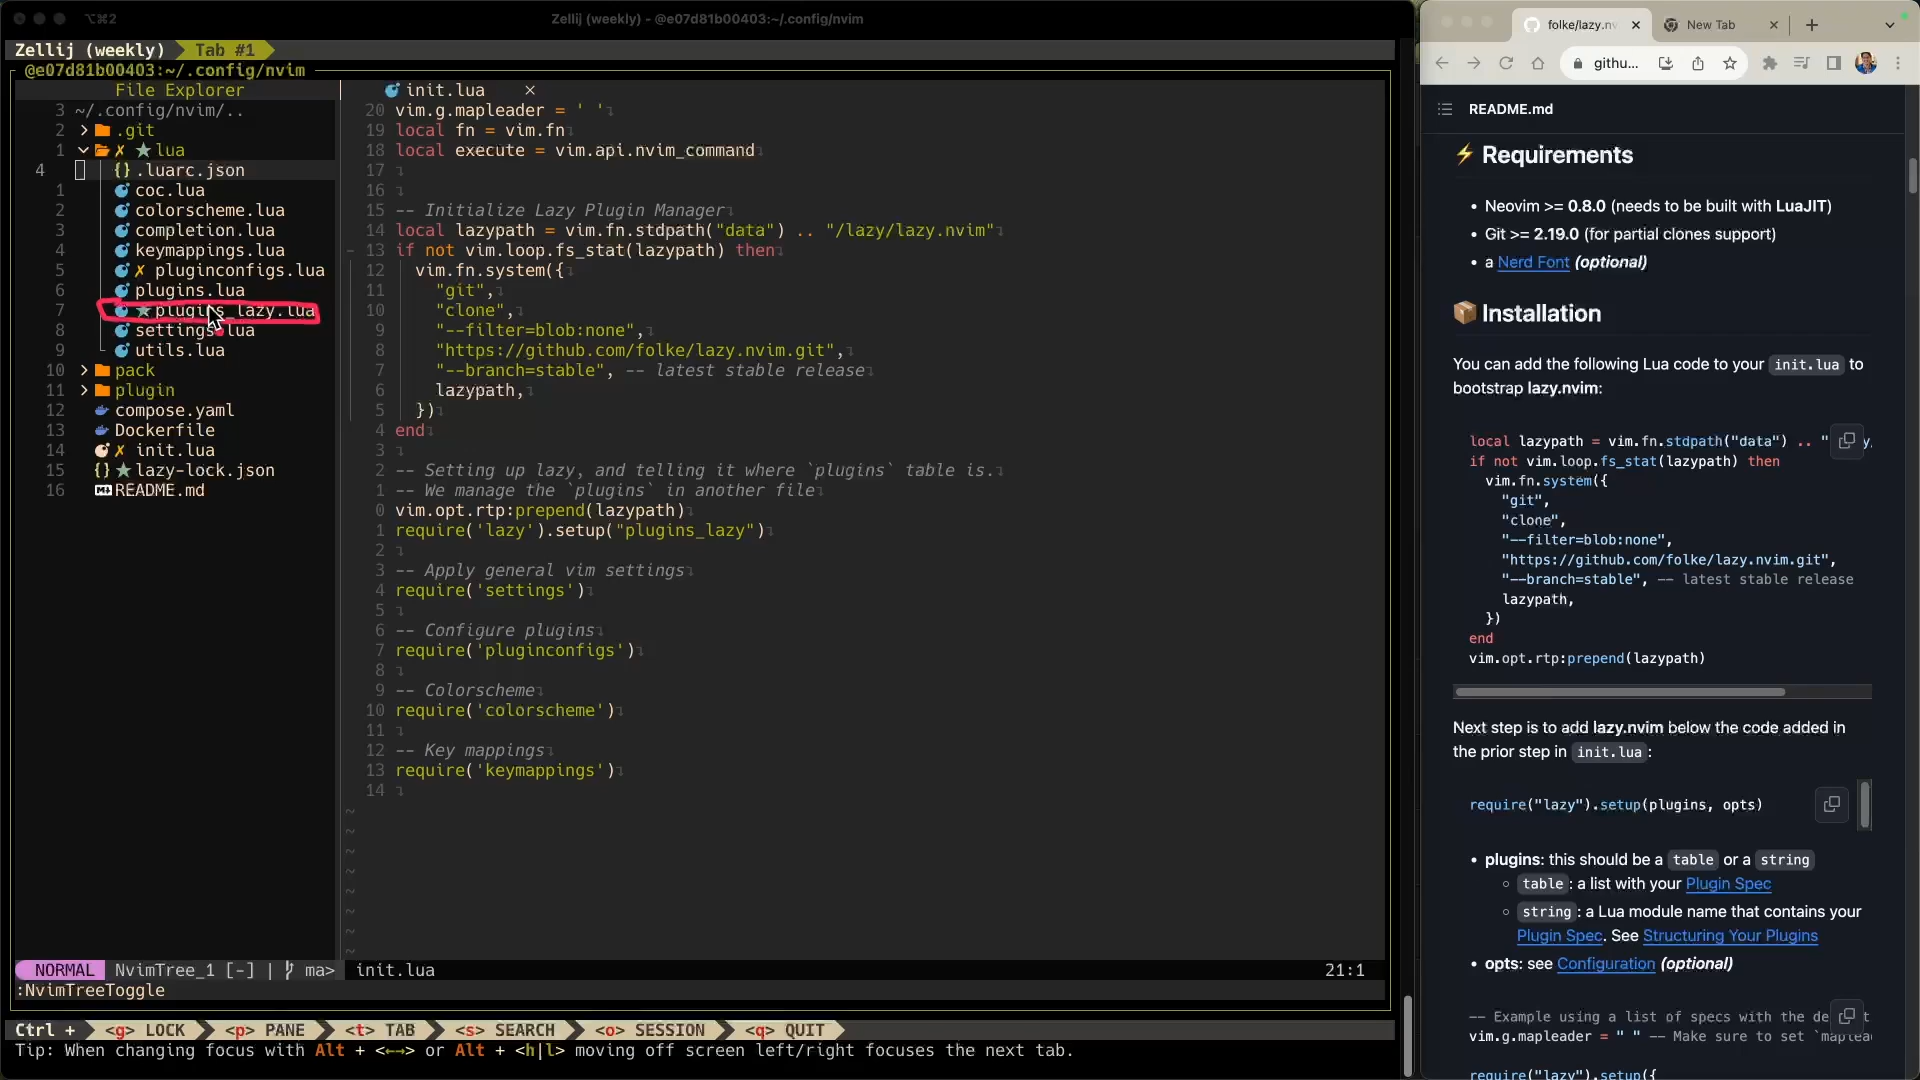 ⌥⌘2
Zellij (weekly) - @e07d81b00403:~/.config/nvim
Zellij (weekly) Tab #1
@e07d81b00403:~/.config/nvim
File Explorer
3 ~/.config/nvim/..
2 .git
1 ✗ ★ lua
4 {} .luarc.json
1 coc.lua
2 colorscheme.lua
3 completion.lua
4 keymappings.lua
5 ✗ pluginconfigs.lua
6 plugins.lua
7 ★ plugins_lazy.lua
8 settings.lua
9 utils.lua
10 pack
11 plugin
12 compose.yaml
13 Dockerfile
14 ✗ init.lua
15 {} ★ lazy-lock.json
16 README.md
init.lua ×
20 vim.g.mapleader = ' '
19 local fn = vim.fn
18 local execute = vim.api.nvim_command
17
16
15 -- Initialize Lazy Plugin Manager
14 local lazypath = vim.fn.stdpath("data") .. "/lazy/lazy.nvim"
13 if not vim.loop.fs_stat(lazypath) then
12 vim.fn.system({
11 "git",
10 "clone",
9 "--filter=blob:none",
8 "https://github.com/folke/lazy.nvim.git",
7 "--branch=stable", -- latest stable release
6 lazypath,
5 })
4 end
3
2 -- Setting up lazy, and telling it where `plugins` table is.
1 -- We manage the `plugins` in another file
0 vim.opt.rtp:prepend(lazypath)
1 require('lazy').setup("plugins_lazy")
2
3 -- Apply general vim settings
4 require('settings')
5
6 -- Configure plugins
7 require('pluginconfigs')
8
9 -- Colorscheme
10 require('colorscheme')
11
12 -- Key mappings
13 require('keymappings')
14
NORMAL NvimTree_1 [-] | ma> init.lua 21:1
:NvimTreeToggle
Ctrl + <g> LOCK <p> PANE <t> TAB <s> SEARCH <o> SESSION <q> QUIT
Tip: When changing focus with Alt + <←→> or Alt + <h|l> moving off screen left/right focuses the next tab.
folke/lazy.nv × New Tab × +
githu...
README.md
⚡ Requirements
• Neovim >= 0.8.0 (needs to be built with LuaJIT)
• Git >= 2.19.0 (for partial clones support)
• a Nerd Font (optional)
📦 Installation
You can add the following Lua code to your init.lua to
bootstrap lazy.nvim:
local lazypath = vim.fn.stdpath("data") .. "
if not vim.loop.fs_stat(lazypath) then
vim.fn.system({
"git",
"clone",
"--filter=blob:none",
"https://github.com/folke/lazy.nvim.git",
"--branch=stable", -- latest stable release
lazypath,
})
end
vim.opt.rtp:prepend(lazypath)
Next step is to add lazy.nvim below the code added in
the prior step in init.lua:
require("lazy").setup(plugins, opts)
• plugins: this should be a table or a string
○ table: a list with your Plugin Spec
○ string: a Lua module name that contains your
Plugin Spec. See Structuring Your Plugins
• opts: see Configuration (optional)
-- Example using a list of specs with the de
vim.g.mapleader = " " -- Make sure to set `maplea
require("lazy").setup({